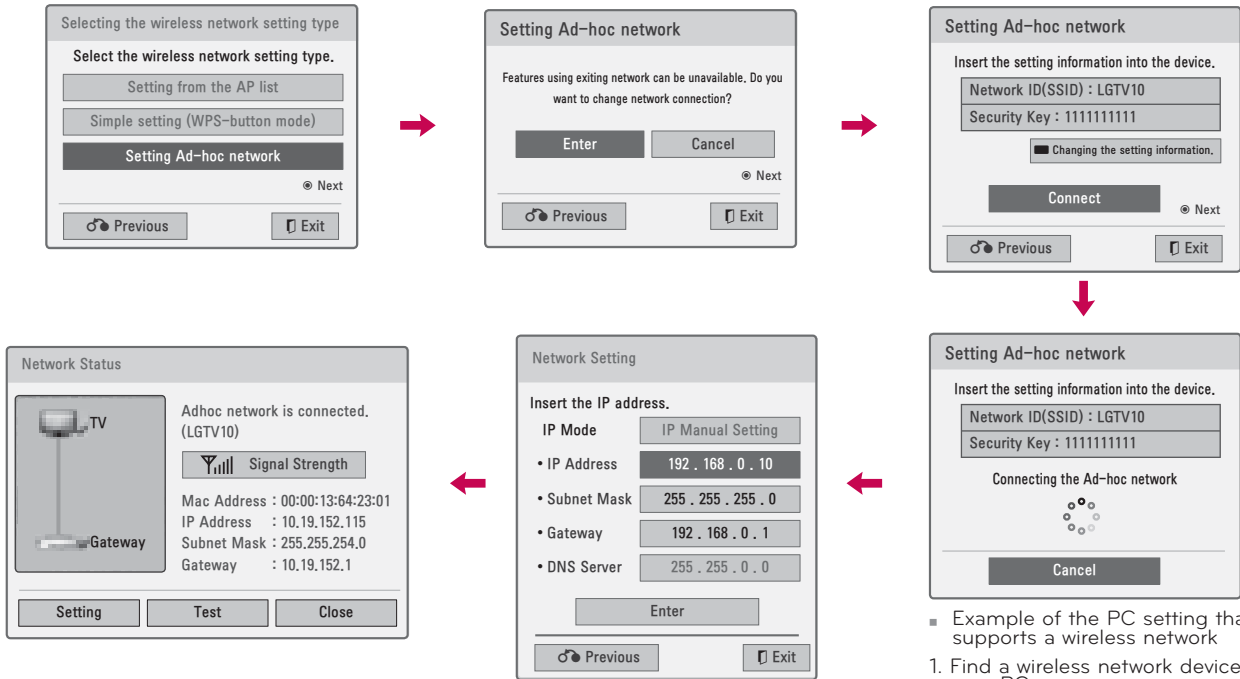 Selecting the wireless network setting type
Select the wireless network setting type.
Setting from the AP list
Simple setting (WPS-button mode)
Setting Ad-hoc network
Next
Previous
Exit
Setting Ad-hoc network
Features using exiting network can be unavailable. Do you
want to change network connection?
Enter Cancel
Next
Previous
Exit
Setting Ad-hoc network
Insert the setting information into the device.
Network ID(SSID) : LGTV10
Security Key : 1111111111
Changing the setting information.
Connect
Next
Previous
Exit
Setting Ad-hoc network
Insert the setting information into the device.
Network ID(SSID) : LGTV10
Security Key : 1111111111
Connecting the Ad-hoc network
Cancel
Network Setting
Insert the IP address.
IP Mode IP Manual Setting
• IP Address 192 . 168 . 0 . 10
• Subnet Mask 255 . 255 . 255 . 0
• Gateway 192 . 168 . 0 . 1
• DNS Server 255 . 255 . 0 . 0
Enter
Previous
Exit
Network Status
TV
Gateway
Adhoc network is connected.
(LGTV10)
Signal Strength
Mac Address : 00:00:13:64:23:01
IP Address : 10.19.152.115
Subnet Mask : 255.255.254.0
Gateway : 10.19.152.1
Setting Test Close
■ Example of the PC setting tha
supports a wireless network
1. Find a wireless network device